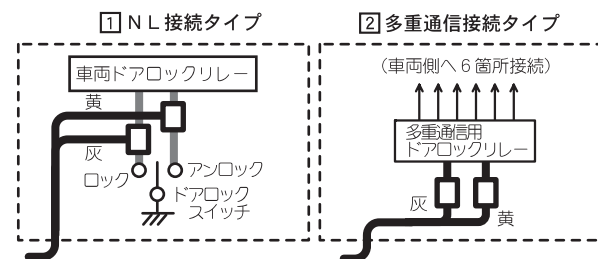 1 NL接続タイプ
車両ドアロックリレー
黄
灰
ロック
アンロック
ドアロック
スイッチ
2 多重通信接続タイプ
（車両側へ6箇所接続）
多重通信用
ドアロックリレー
灰
黄